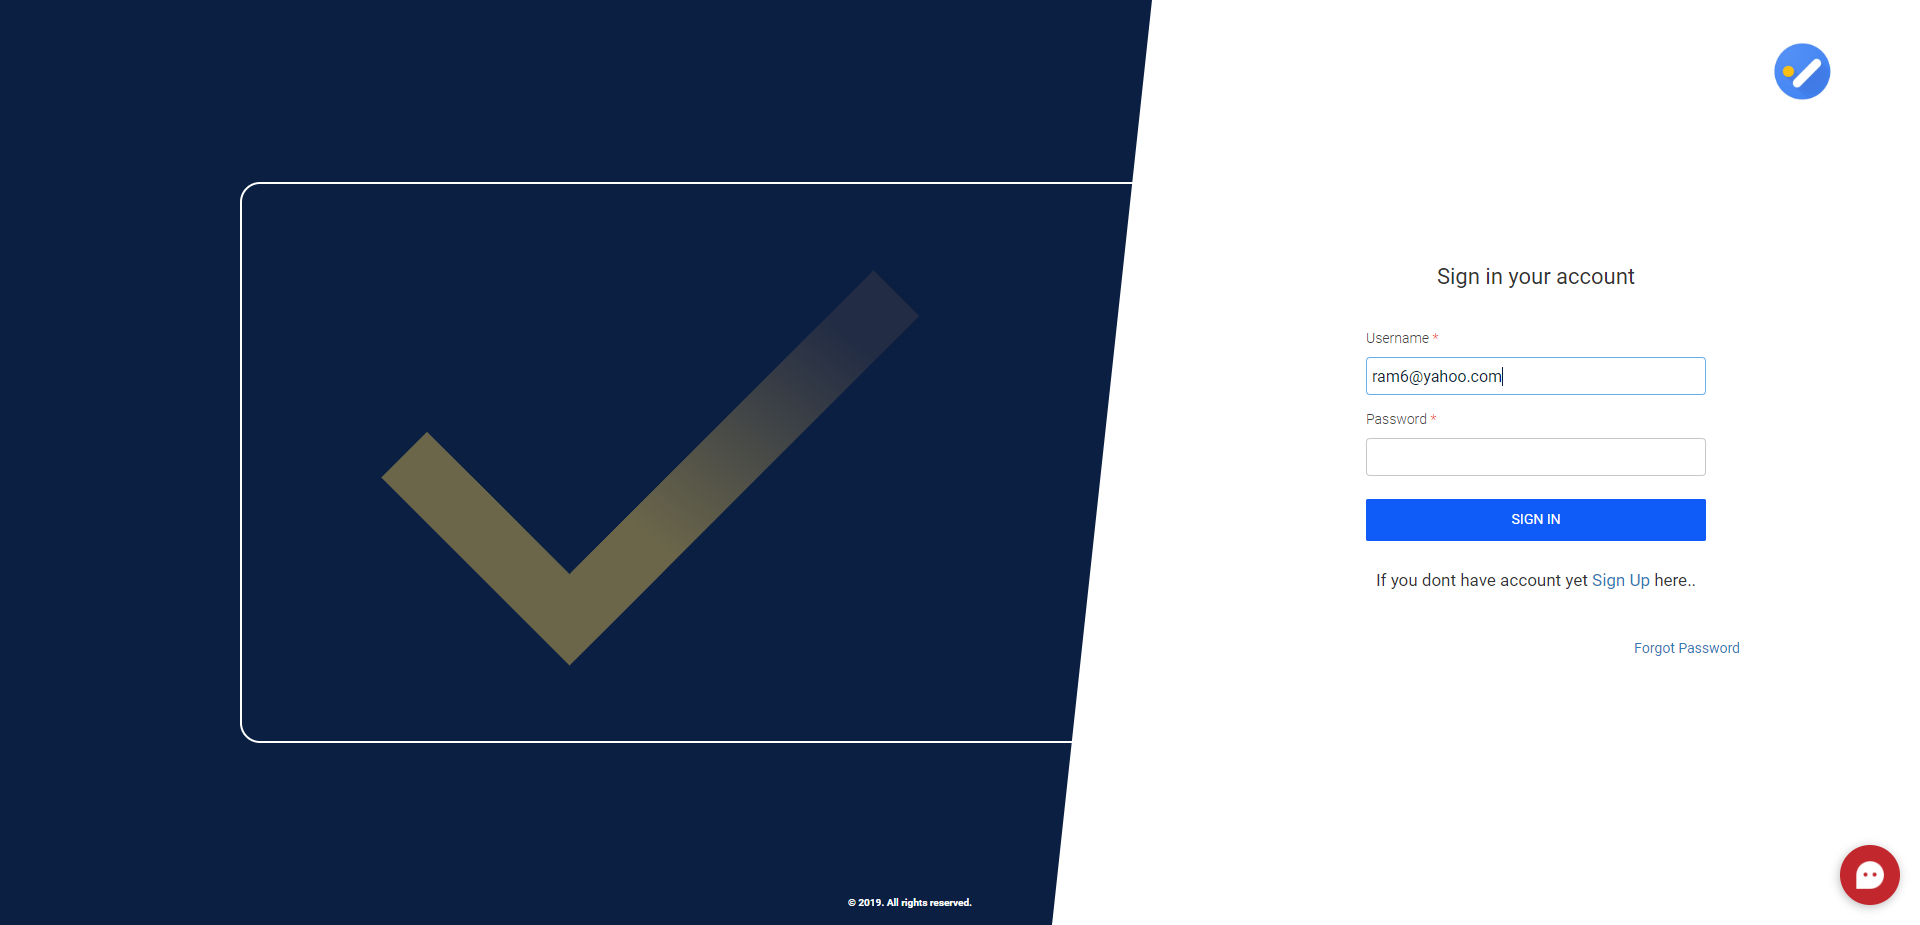 Sign in your account
Username *
ram6@yahoo.com
Password *
SIGN IN
If you dont have account yet Sign Up here..
Forgot Password
© 2019. All rights reserved.